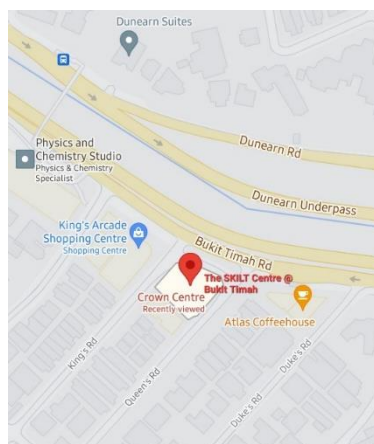 Dunearn Suites
Physics and
Chemistry Studio
Physics & Chemistry
Specialist
Dunearn Rd
Dunearn Underpass
King's Arcade
Shopping Centre
Shopping Centre
Bukit Timah Rd
The SKILT Centre @
Bukit Timah
Crown Centre
Recently viewed
Atlas Coffeehouse
King's Rd
Queen's Rd
Duke's Rd
Duke's Rd